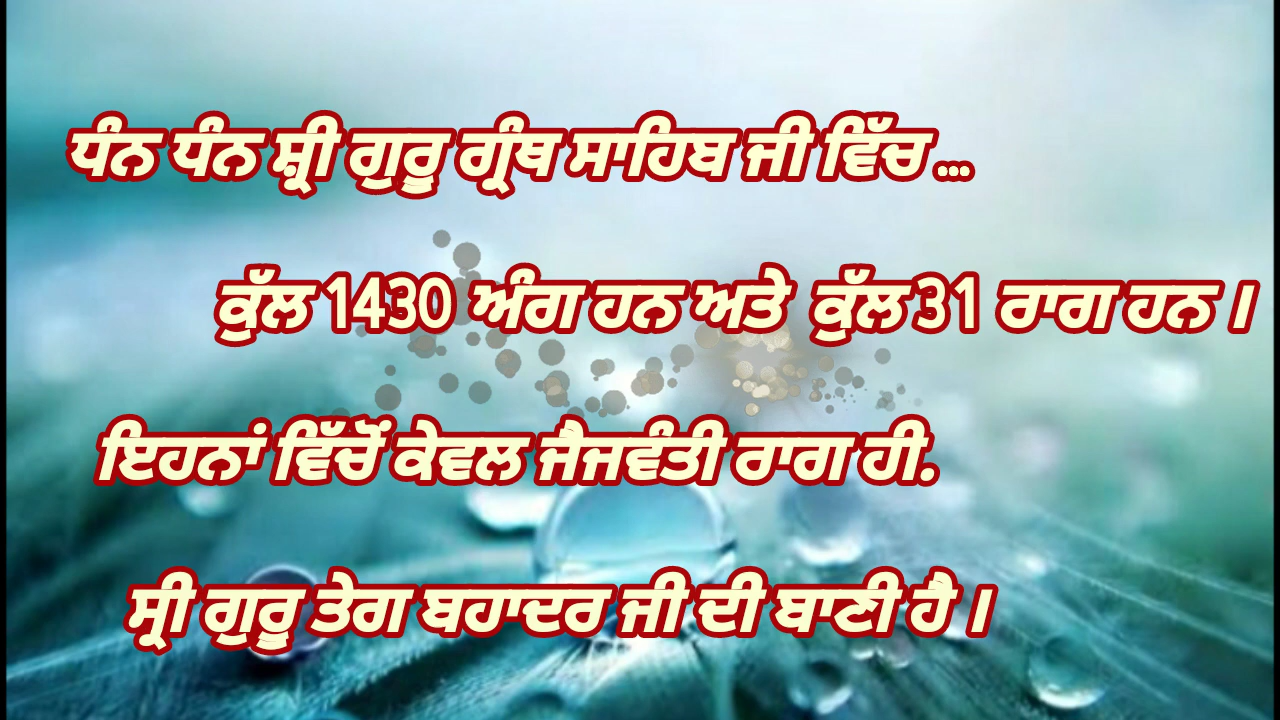 ਧੰਨ ਧੰਨ ਸ਼੍ਰੀ ਗੁਰੂ ਗ੍ਰੰਥ ਸਾਹਿਬ ਜੀ ਵਿੱਚ ...
ਕੁੱਲ 1430 ਅੰਗ ਹਨ ਅਤੇ ਕੁੱਲ 31 ਰਾਗ ਹਨ ।
ਇਹਨਾਂ ਵਿੱਚੋਂ ਕੇਵਲ ਜੈਜਵੰਤੀ ਰਾਗ ਹੀ.
ਸ੍ਰੀ ਗੁਰੂ ਤੇਗ ਬਹਾਦਰ ਜੀ ਦੀ ਬਾਣੀ ਹੈ ।